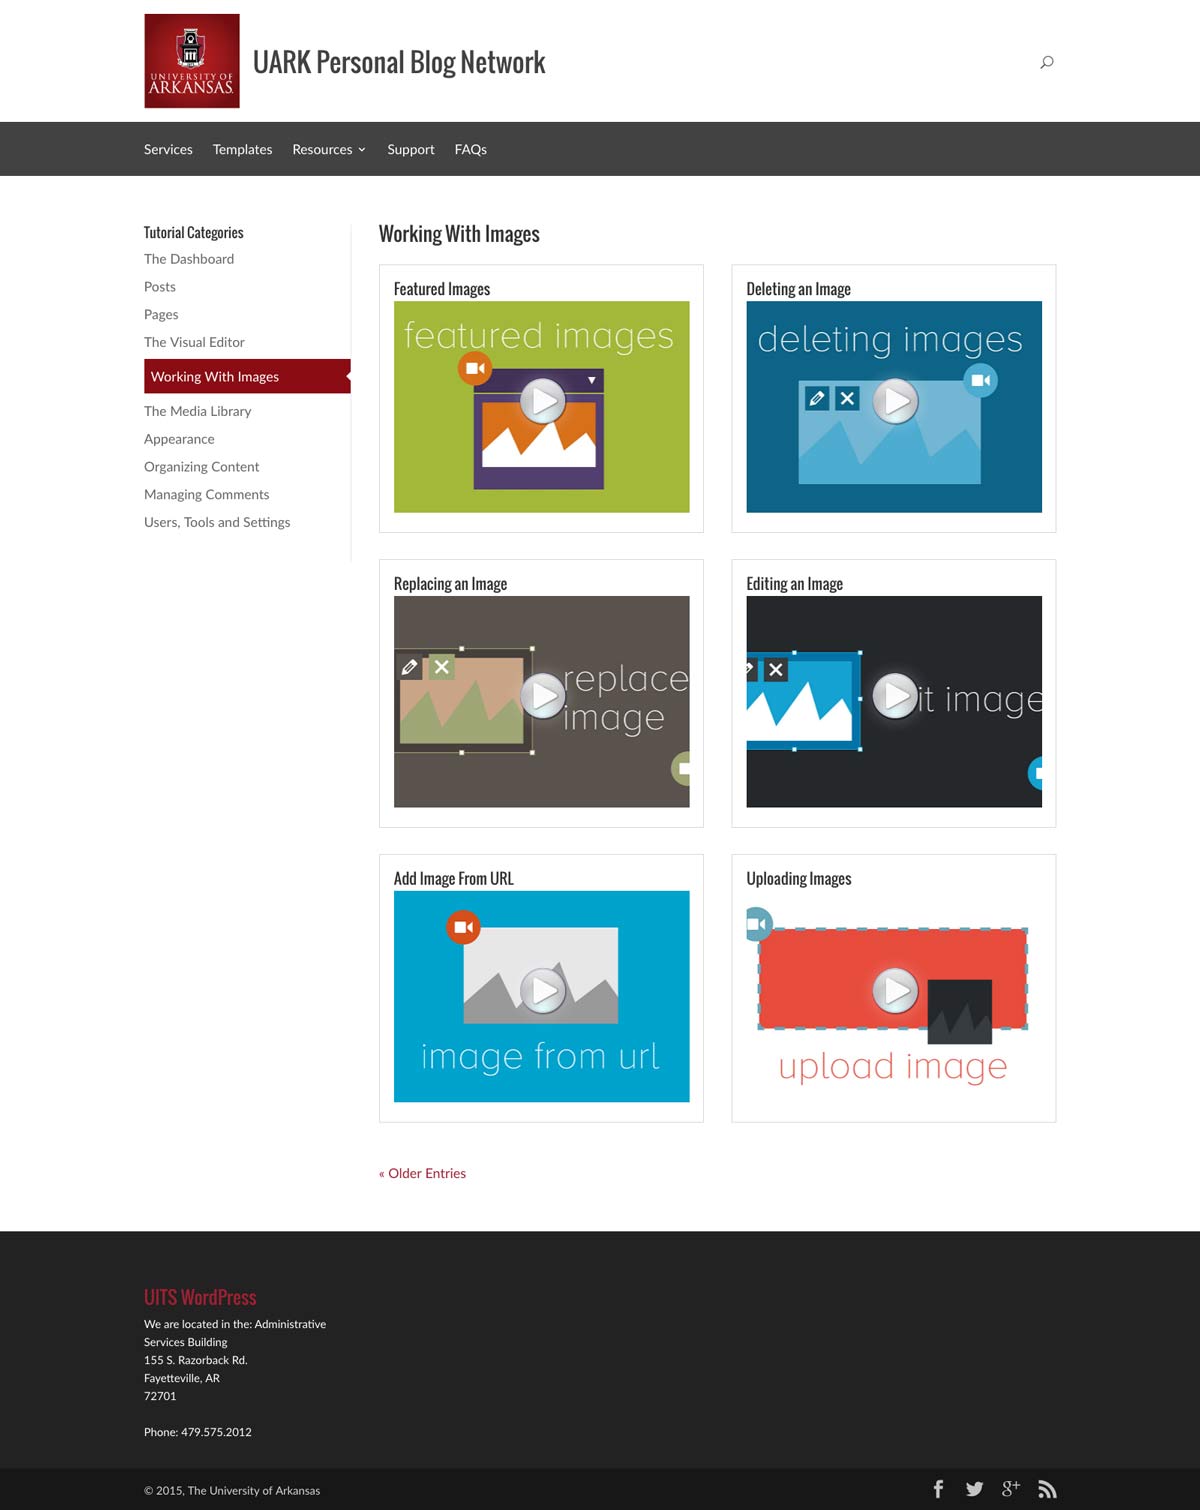 UNIVERSITY OF
ARKANSAS
UARK Personal Blog Network
Services Templates Resources Support FAQs
Tutorial Categories
The Dashboard
Posts
Pages
The Visual Editor
Working With Images
The Media Library
Appearance
Organizing Content
Managing Comments
Users, Tools and Settings
Working With Images
Featured Images
featured images
Deleting an Image
deleting images
Replacing an Image
replace
image
Editing an Image
it image
Add Image From URL
image from url
Uploading Images
upload image
« Older Entries
UITS WordPress
We are located in the: Administrative
Services Building
155 S. Razorback Rd.
Fayetteville, AR
72701
Phone: 479.575.2012
© 2015, The University of Arkansas
g+